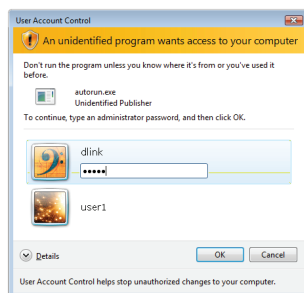 User Account Control
An unidentified program wants access to your computer
Don't run the program unless you know where it's from or you've used it
before.
autorun.exe
Unidentified Publisher
To continue, type an administrator password, and then click OK.
dlink
•••••
user1
Details
OK
Cancel
User Account Control helps stop unauthorized changes to your computer.